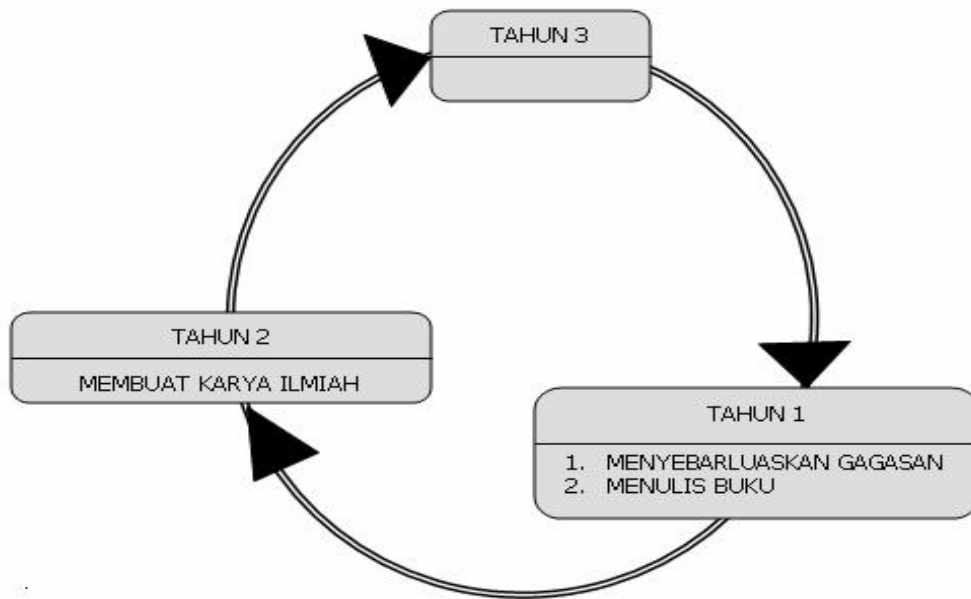 TAHUN 3
TAHUN 2
MEMBUAT KARYA ILMIAH
TAHUN 1
1. MENYEBARLUASKAN GAGASAN
2. MENULIS BUKU